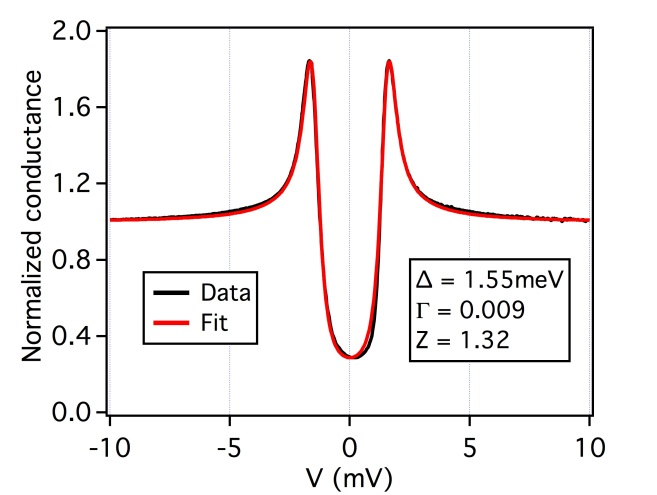 2.0
1.6
1.2
0.8
0.4
0.0
Normalized conductance
Data
Fit
Δ = 1.55meV
Γ = 0.009
Z = 1.32
-10 -5 0 5 10
V (mV)